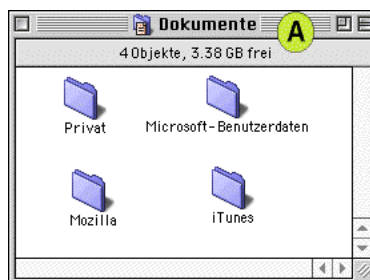 Dokumente
A
4 Objekte, 3.38 GB frei
Privat
Microsoft-Benutzerdaten
Mozilla
iTunes